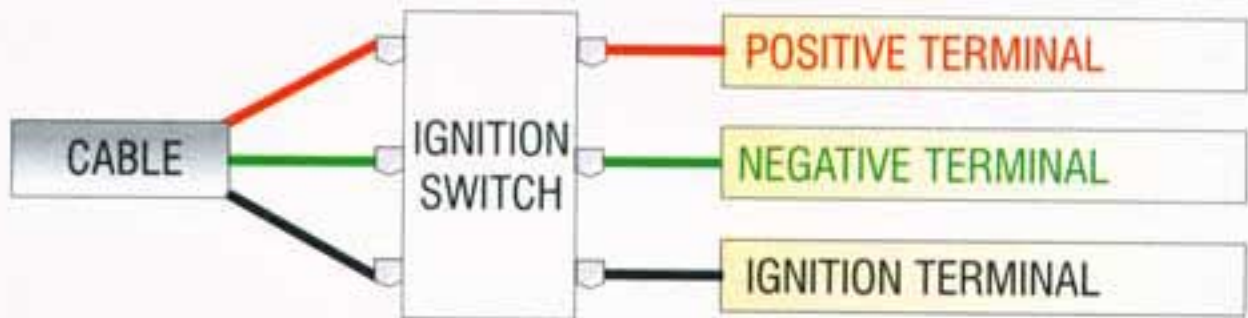 CABLE
IGNITION
SWITCH
POSITIVE TERMINAL
NEGATIVE TERMINAL
IGNITION TERMINAL